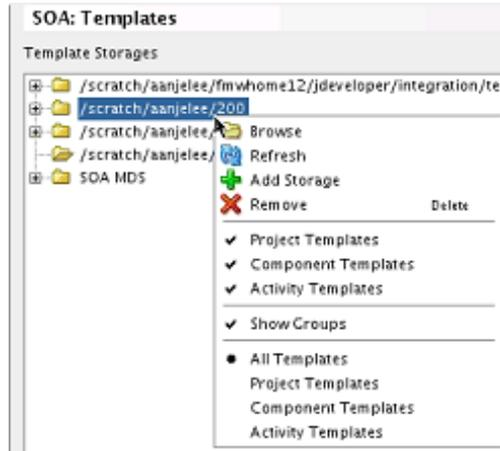 SOA: Templates
Template Storages
/scratch/aanjelee/fmwhome12/jdeveloper/integration/te
/scratch/aanjelee/200
/scratch/aanjelee/
/scratch/aanjelee/
SOA MDS
Browse
Refresh
Add Storage
Remove Delete
Project Templates
Component Templates
Activity Templates
Show Groups
All Templates
Project Templates
Component Templates
Activity Templates